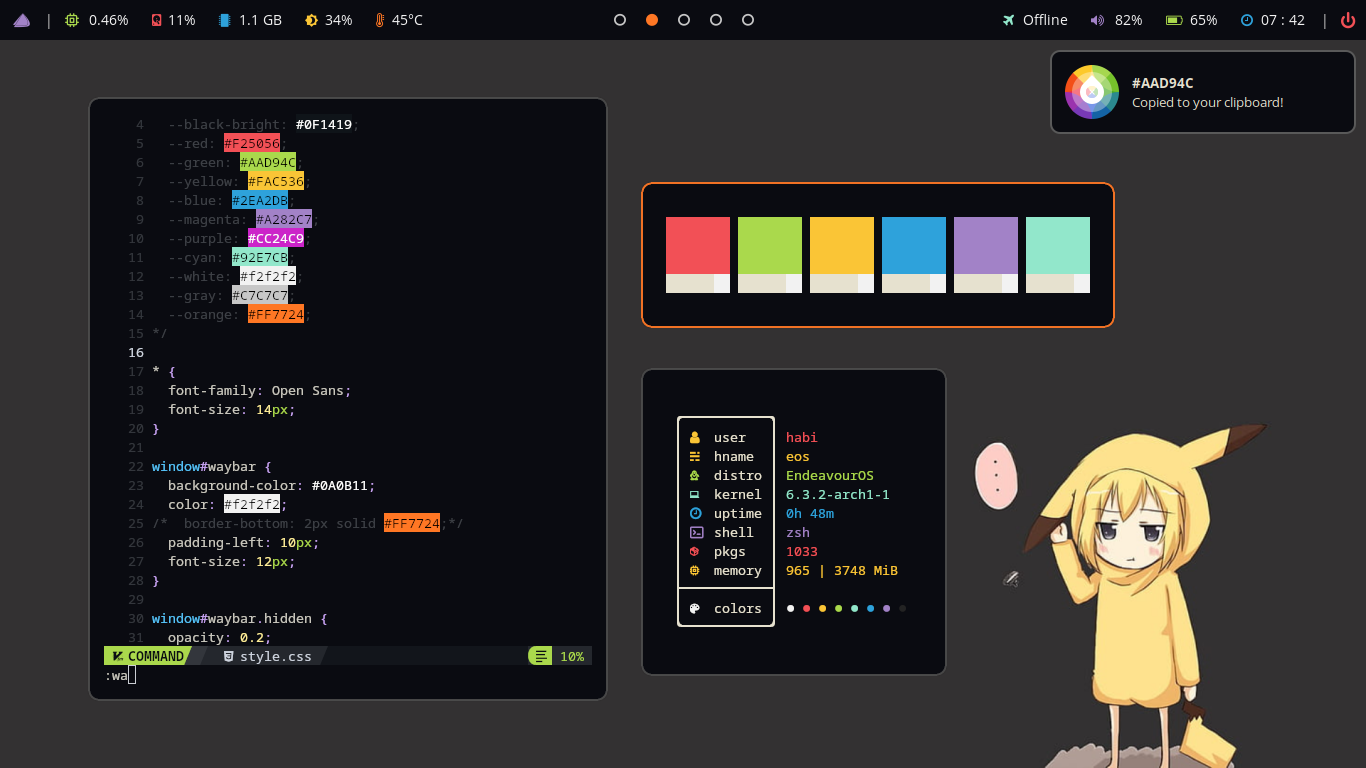 | 0.46% 11% 1.1 GB 34% 45°C Offline 82% 65% 07 : 42 |
#AAD94C
Copied to your clipboard!
4 --black-bright: #0F1419;
5 --red: #F25056;
6 --green: #AAD94C;
7 --yellow: #FAC536;
8 --blue: #2EA2DB;
9 --magenta: #A282C7;
10 --purple: #CC24C9;
11 --cyan: #92E7CB;
12 --white: #f2f2f2;
13 --gray: #C7C7C7;
14 --orange: #FF7724;
15 */
16
17 * {
18 font-family: Open Sans;
19 font-size: 14px;
20 }
21
22 window#waybar {
23 background-color: #0A0B11;
24 color: #f2f2f2;
25 /* border-bottom: 2px solid #FF7724;*/
26 padding-left: 10px;
27 font-size: 12px;
28 }
29
30 window#waybar.hidden {
31 opacity: 0.2;
COMMAND style.css 10%
:wa
user habi
hname eos
distro EndeavourOS
kernel 6.3.2-arch1-1
uptime 0h 48m
shell zsh
pkgs 1033
memory 965 | 3748 MiB
colors